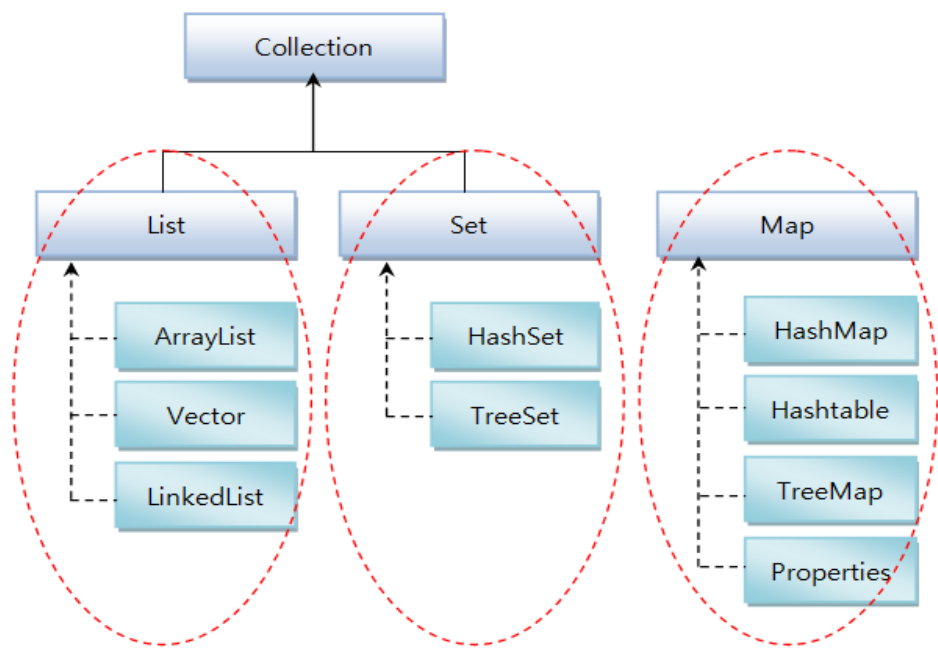 Collection
List
Set
Map
ArrayList
Vector
LinkedList
HashSet
TreeSet
HashMap
Hashtable
TreeMap
Properties